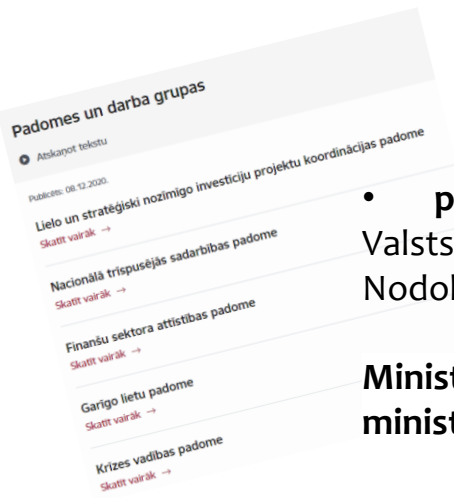 Padomes un darba grupas
Atskaņot tekstu
Publicēts: 08.12.2020.
Lielo un stratēģiski nozīmīgo investīciju projektu koordinācijas padome
Skatīt vairāk →
Nacionālā trīspusējās sadarbības padome
Skatīt vairāk →
Finanšu sektora attīstības padome
Skatīt vairāk →
Garīgo lietu padome
Skatīt vairāk →
Krīzes vadības padome
Skatīt vairāk →
• p
Valsts
Nodol
Minist
minist